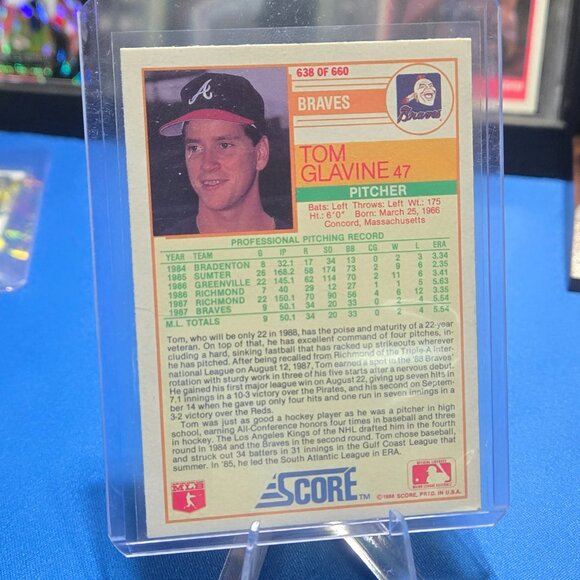 638 OF 660
BRAVES
Braves
TOM
GLAVINE 47
PITCHER
Bats: Left Throws: Left Wt.: 175
Ht.: 6'0" Born: March 25, 1966
Concord, Massachusetts
PROFESSIONAL PITCHING RECORD
YEAR TEAM G IP R SO BB CG W L ERA
1984 BRADENTON 8 32.1 17 34 13 0 2 3 3.34
1985 SUMTER 26 168.2 58 174 73 2 9 6 2.35
1986 GREENVILLE 22 145.1 62 114 70 2 11 6 3.41
1986 RICHMOND 7 40 29 12 27 1 1 5 5.63
1987 RICHMOND 22 150.1 70 90 56 4 6 12 3.35
1987 BRAVES 9 50.1 34 20 33 0 2 4 5.54
M.L. TOTALS 9 50.1 34 20 33 0 2 4 5.54
Tom, who will be only 22 in 1988, has the poise and maturity of a 22-year
veteran. On top of that, he has excellent command of four pitches, in-
cluding a hard, sinking fastball that has racked up strikeouts wherever
he has pitched. After being recalled from Richmond of the Triple-A Inter-
national League on August 12, 1987, Tom earned a spot in the '88 Braves'
rotation with sturdy work in three of his five starts after a nervous debut.
He gained his first major league win on August 22, giving up seven hits in
7.1 innings in a 10-3 victory over the Pirates, and his second on Septem-
ber 14 when he gave up only four hits and one run in seven innings in a
3-2 victory over the Reds.
Tom was just as good a hockey player as he was a pitcher in high
school, earning All-Conference honors four times in baseball and three
in hockey. The Los Angeles Kings of the NHL drafted him in the fourth
round in 1984 and the Braves in the second round. Tom chose baseball,
and struck out 34 batters in 31 innings in the Gulf Coast League that
summer. In '85, he led the South Atlantic League in ERA.
SCORE™
©1988 SCORE, PRTD. IN U.S.A.